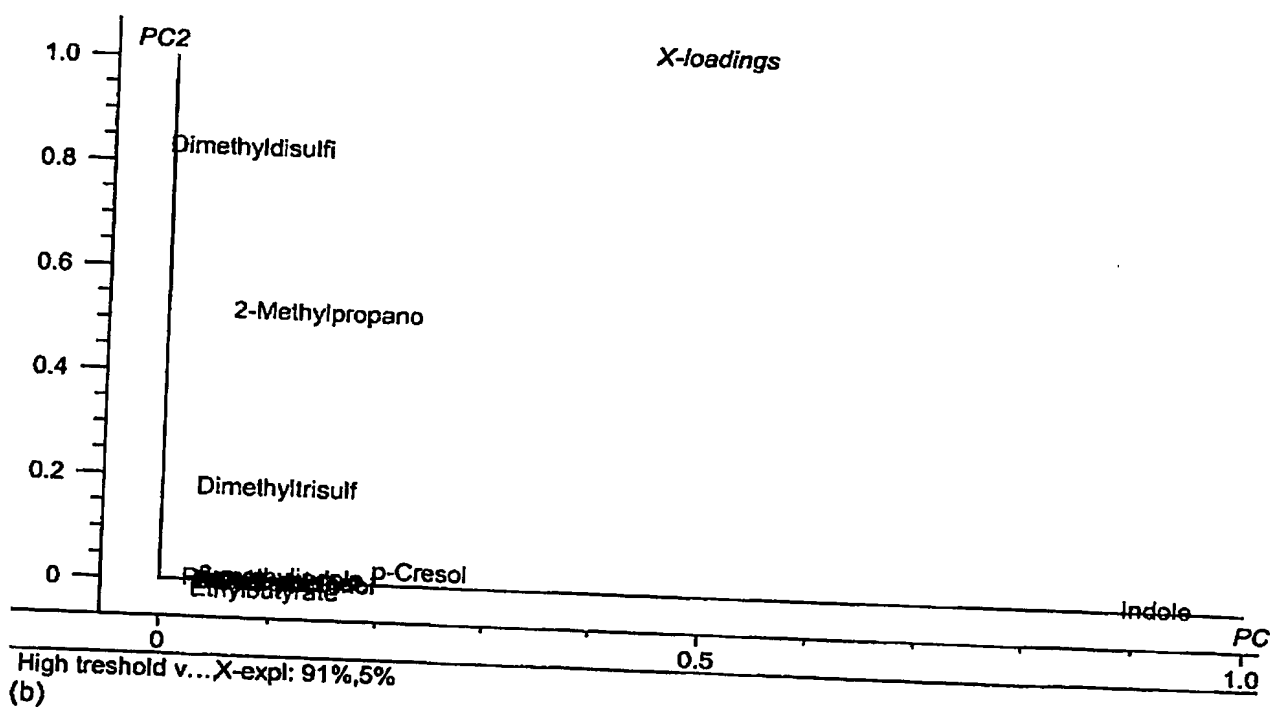 PC2
X-loadings
1.0
0.8
0.6
0.4
0.2
0
Dimethyldisulfi
2-Methylpropano
Dimethyltrisulf
p-Cresol
Ethylbutyrate
Indole
PC
0 0.5 1.0
High treshold v...X-expl: 91%,5%
(b)